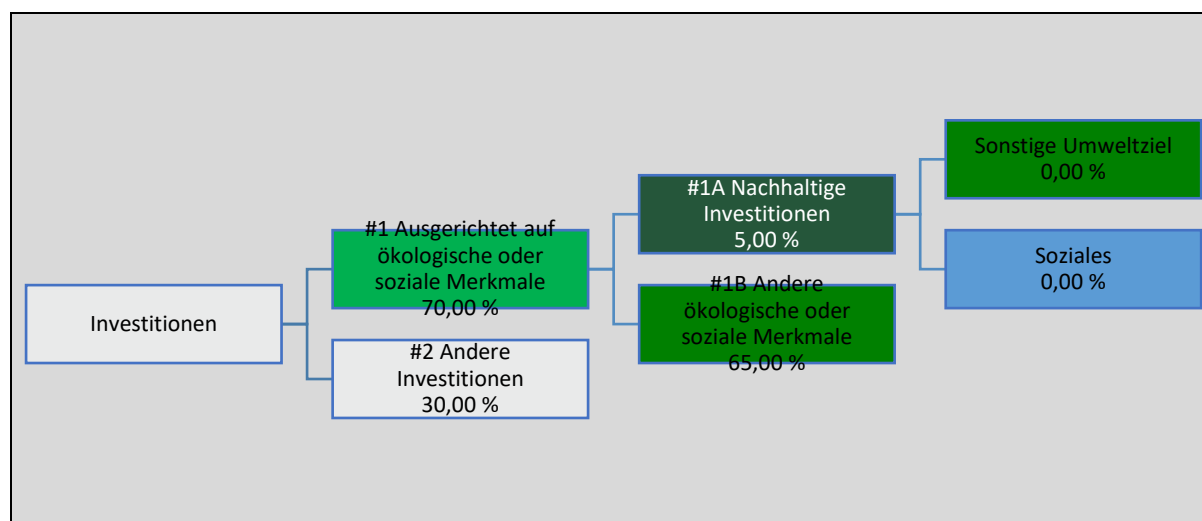 Investitionen
#1 Ausgerichtet auf
ökologische oder
soziale Merkmale
70,00 %
#2 Andere
Investitionen
30,00 %
#1A Nachhaltige
Investitionen
5,00 %
#1B Andere
ökologische oder
soziale Merkmale
65,00 %
Sonstige Umweltziel
0,00 %
Soziales
0,00 %